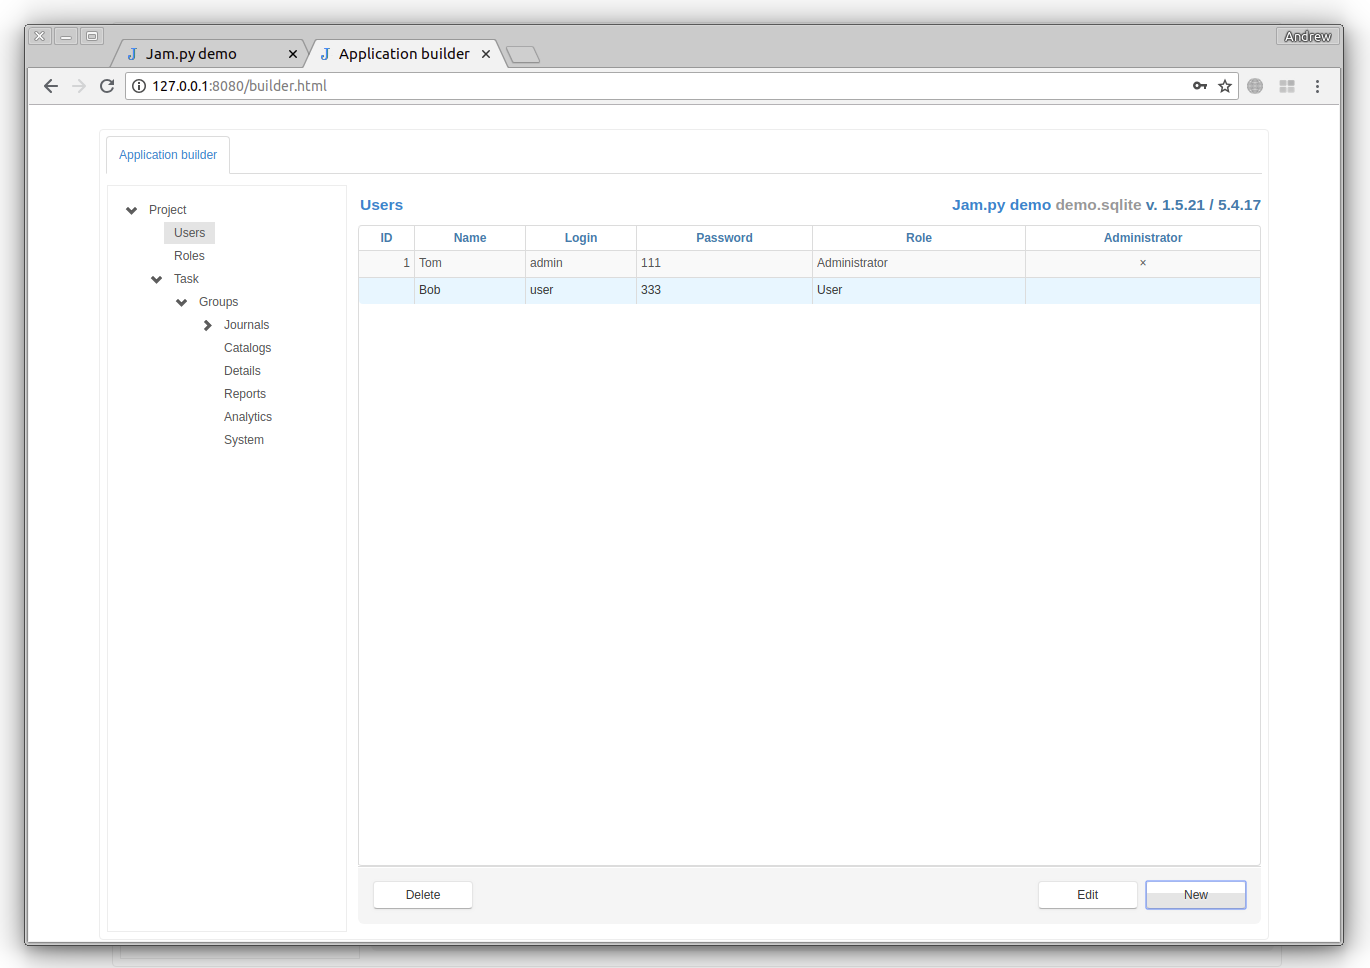 Andrew
Jam.py demo × Application builder ×
127.0.0.1:8080/builder.html
Application builder
Project
Users
Roles
Task
Groups
Journals
Catalogs
Details
Reports
Analytics
System
Users Jam.py demo demo.sqlite v. 1.5.21 / 5.4.17
ID Name Login Password Role Administrator
1 Tom admin 111 Administrator ×
Bob user 333 User
Delete Edit New